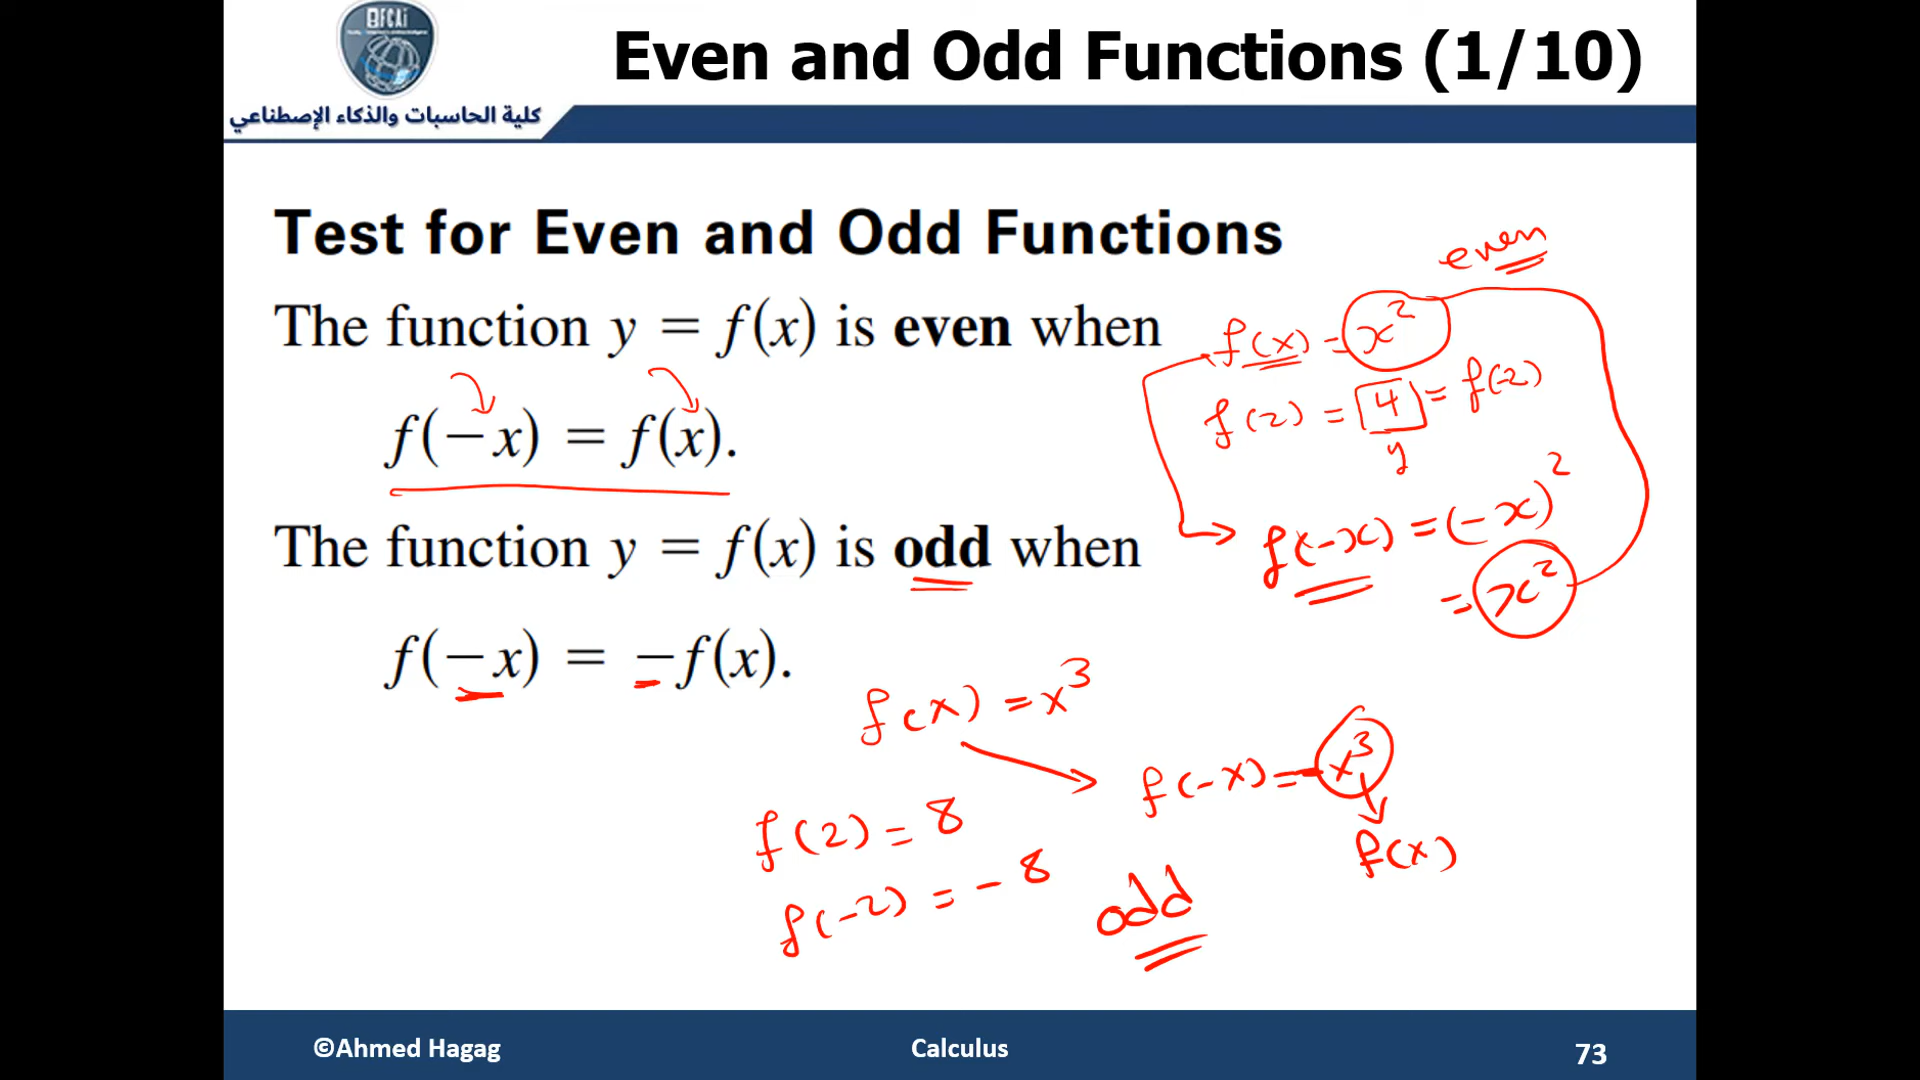 BFCAi
Even and Odd Functions (1/10)
كلية الحاسبات والذكاء الإصطناعي
Test for Even and Odd Functions
The function y = f(x) is even when
f(−x) = f(x).
The function y = f(x) is odd when
f(−x) = −f(x).
even
f(x) = x²
f(2) = 4 = f(-2)
y
f(-x) = (-x)²
= x²
f(x) = x³
f(-x) = -x³
f(x)
f(2) = 8
f(-2) = -8
odd
©Ahmed Hagag
Calculus
73